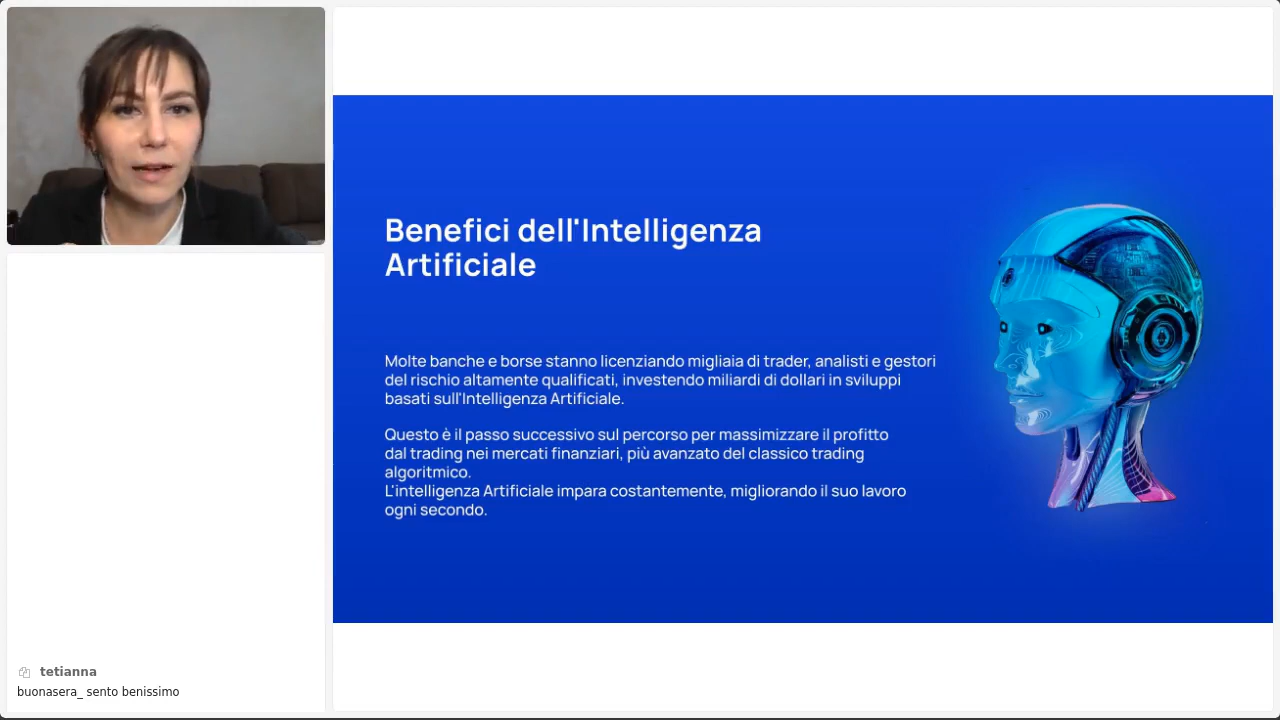 Benefici dell'Intelligenza
Artificiale
Molte banche e borse stanno licenziando migliaia di trader, analisti e gestori
del rischio altamente qualificati, investendo miliardi di dollari in sviluppi
basati sull'Intelligenza Artificiale.
Questo è il passo successivo sul percorso per massimizzare il profitto
dal trading nei mercati finanziari, più avanzato del classico trading
algoritmico.
L'intelligenza Artificiale impara costantemente, migliorando il suo lavoro
ogni secondo.
tetianna
buonasera_ sento benissimo